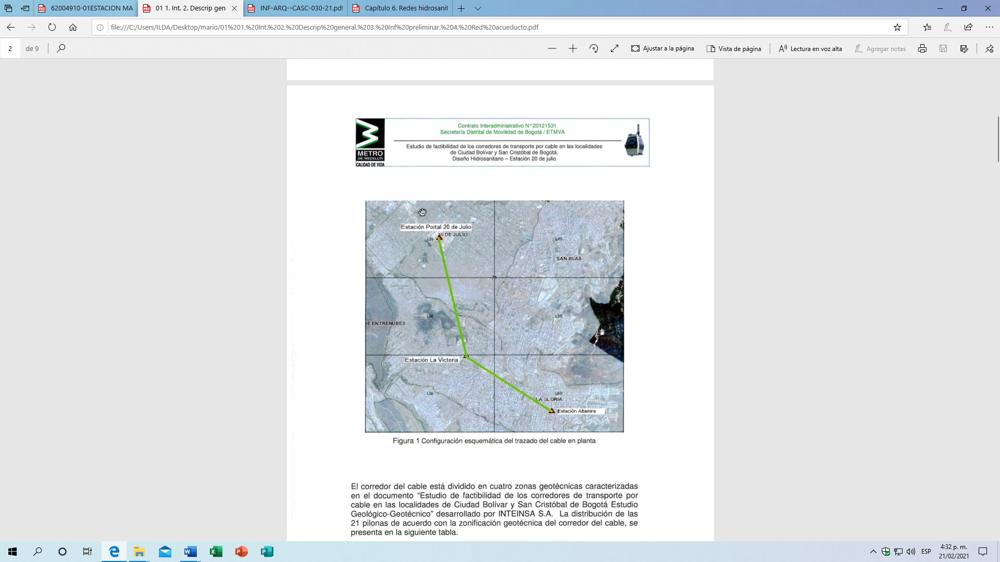 62004910-01ESTACION MA
01 1. Int. 2. Descrip gen
INF-ARQ--CASC-030-21.pdf
Capítulo 6. Redes hidrosanit
file:///C:/Users/ILDA/Desktop/mario/01%201.%20Int.%202.%20Descrip%20general.%203.%20Inf%20preliminar.%204.%20Red%20acueducto.pdf
2 de 9
Ajustar a la página
Vista de página
Lectura en voz alta
Agregar notas
Contrato Interadministrativo N° 20121531
Secretaría Distrital de Movilidad de Bogotá / ETMVA
Estudio de factibilidad de los corredores de transporte por cable en las localidades
de Ciudad Bolívar y San Cristóbal de Bogotá.
Diseño Hidrosanitario – Estación 20 de julio
METRO
DE MEDELLIN
CALIDAD DE VIDA
Estación Portal 20 de Julio
20 DE JULIO
L39
L40
SAN BLAS
71
L49
L50
JE ENTRENUBES
Estación La Victoria
L59
L60
LA GLORIA
Estación Altamira
Figura 1 Configuración esquemática del trazado del cable en planta
El corredor del cable está dividido en cuatro zonas geotécnicas caracterizadas
en el documento “Estudio de factibilidad de los corredores de transporte por
cable en las localidades de Ciudad Bolívar y San Cristóbal de Bogotá Estudio
Geológico-Geotécnico” desarrollado por INTEINSA S.A. La distribución de las
21 pilonas de acuerdo con la zonificación geotécnica del corredor del cable, se
presenta en la siguiente tabla.
ESP
4:32 p. m.
21/02/2021